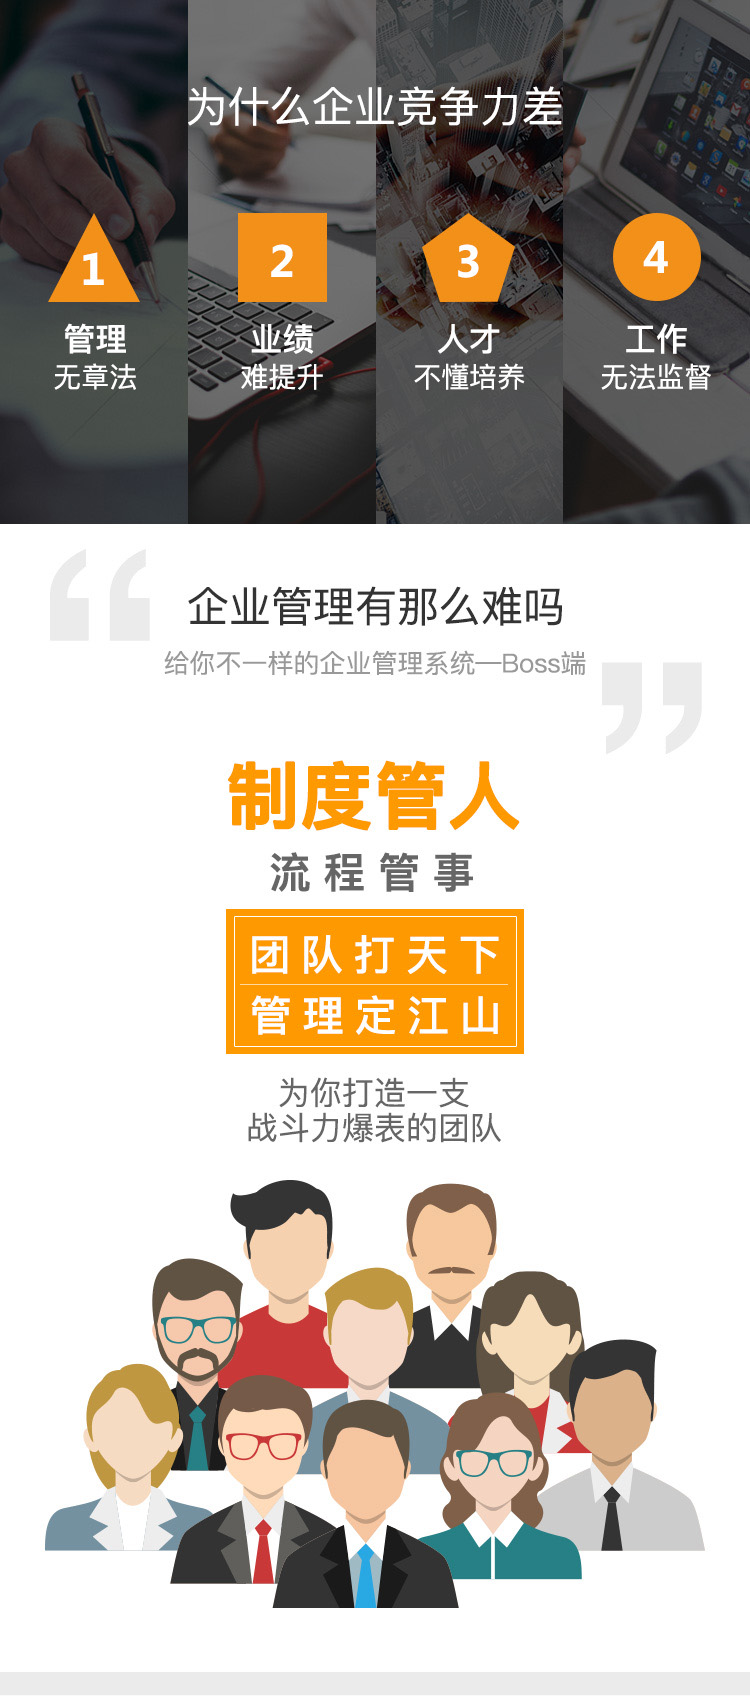 为什么企业竞争力差
1
管理
无章法
2
业绩
难提升
3
人才
不懂培养
4
工作
无法监督
企业管理有那么难吗
给你不一样的企业管理系统—Boss端
制度管人
流程管事
团队打天下
管理定江山
为你打造一支
战斗力爆表的团队